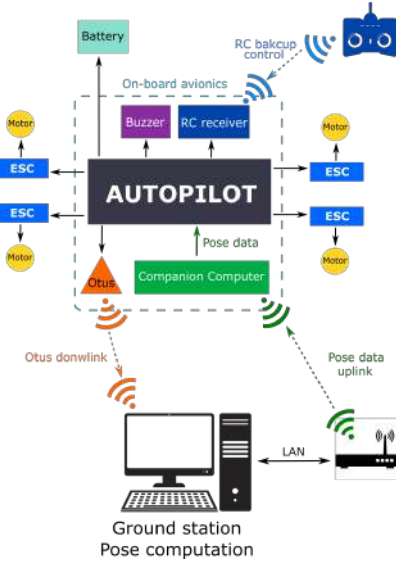 Battery
RC bakcup
control
On-board avionics
Buzzer
RC receiver
Motor
Motor
ESC
ESC
AUTOPILOT
ESC
ESC
Pose data
Motor
Motor
Otus
Companion Computer
Otus donwlink
Pose data
uplink
LAN
Ground station
Pose computation